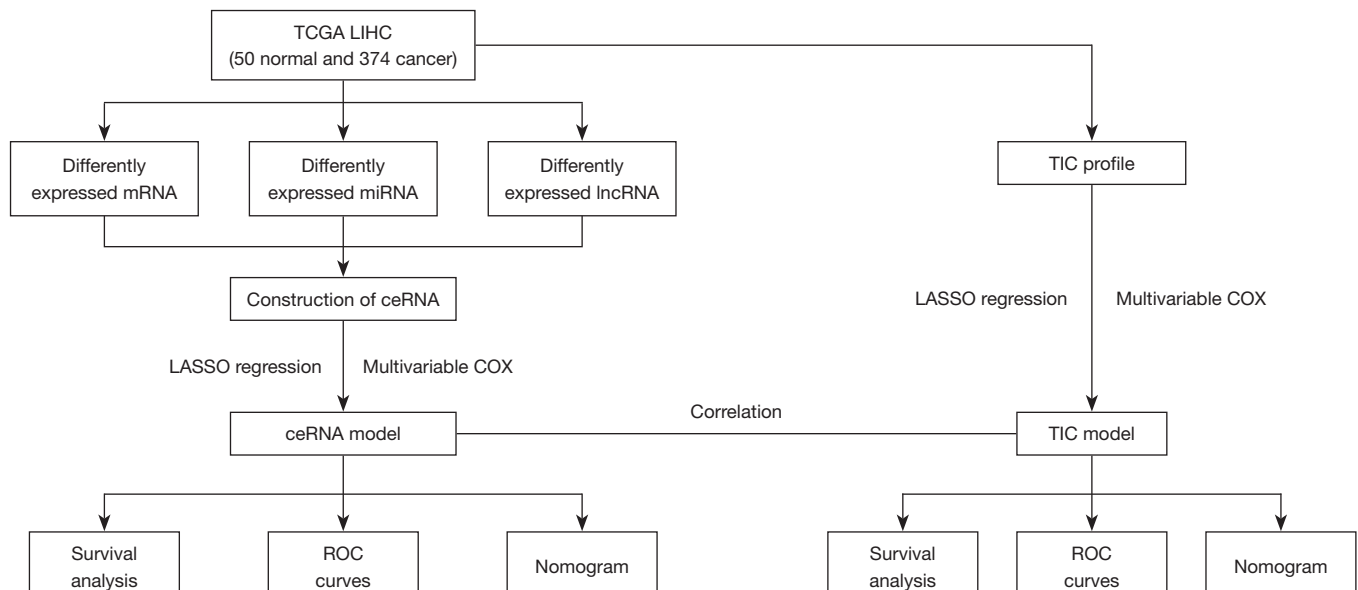 TCGA LIHC
(50 normal and 374 cancer)
Differently
expressed mRNA
Differently
expressed miRNA
Differently
expressed lncRNA
TIC profile
Construction of ceRNA
LASSO regression
Multivariable COX
LASSO regression
Multivariable COX
ceRNA model
Correlation
TIC model
Survival
analysis
ROC
curves
Nomogram
Survival
analysis
ROC
curves
Nomogram